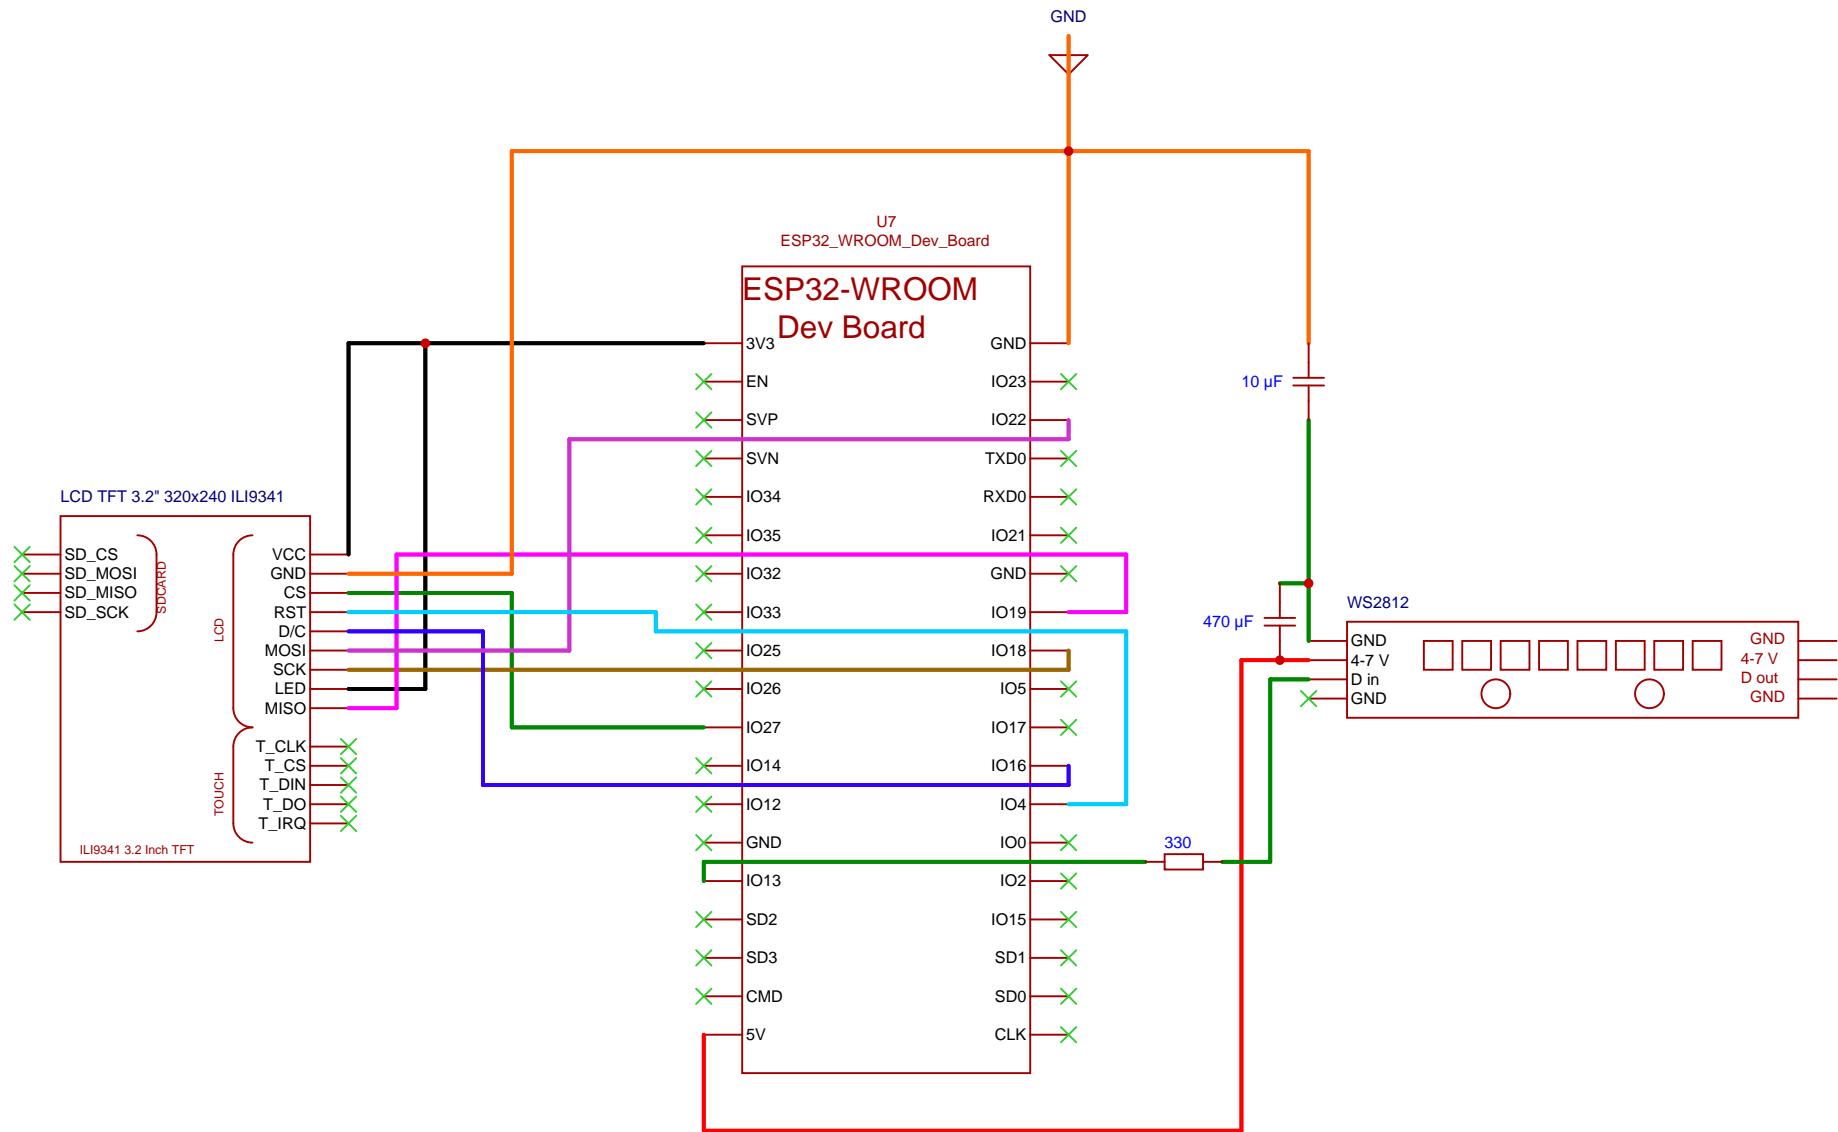 GND
U7
ESP32_WROOM_Dev_Board
ESP32-WROOM
Dev Board
3V3
EN
SVP
SVN
IO34
IO35
IO32
IO33
IO25
IO26
IO27
IO14
IO12
GND
IO13
SD2
SD3
CMD
5V
GND
IO23
IO22
TXD0
RXD0
IO21
GND
IO19
IO18
IO5
IO17
IO16
IO4
IO0
IO2
IO15
SD1
SD0
CLK
LCD TFT 3.2" 320x240 ILI9341
SD_CS
SD_MOSI
SD_MISO
SD_SCK
SDCARD
LCD
VCC
GND
CS
RST
D/C
MOSI
SCK
LED
MISO
TOUCH
T_CLK
T_CS
T_DIN
T_DO
T_IRQ
ILI9341 3.2 Inch TFT
10 µF
470 µF
330
WS2812
GND
4-7 V
D in
GND
GND
4-7 V
D out
GND